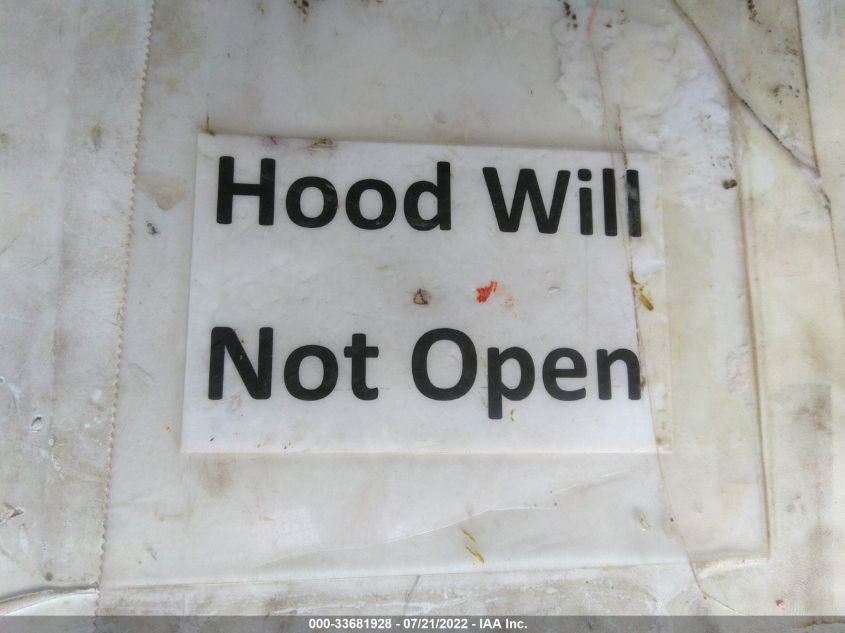 Hood Will
Not Open
000-33681928 - 07/21/2022 - IAA Inc.